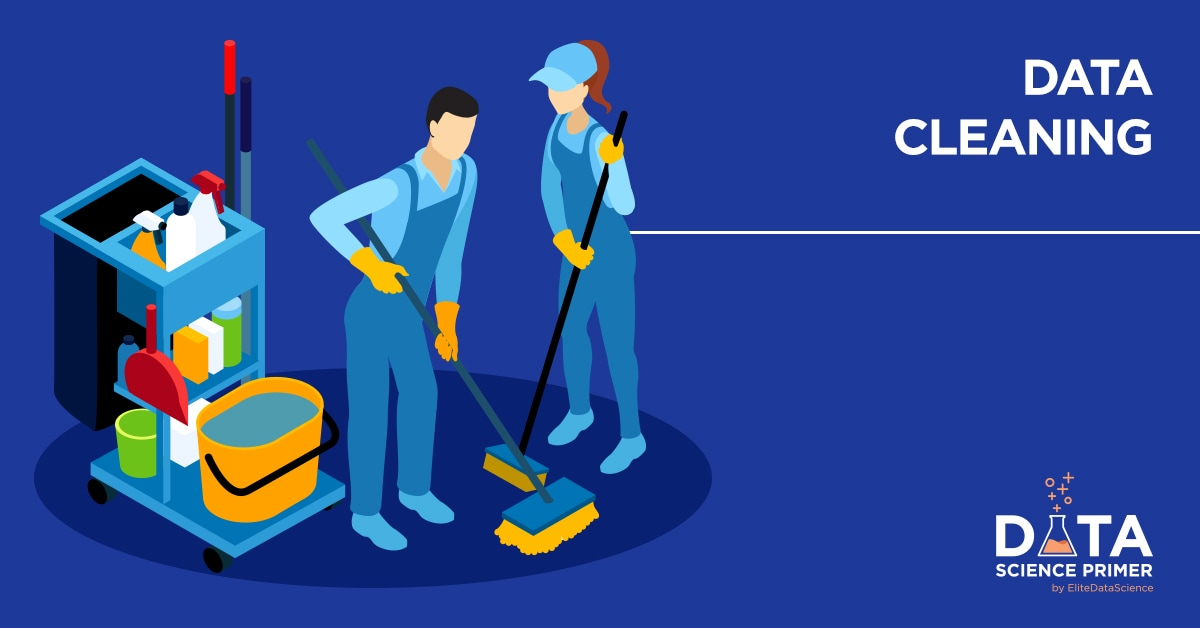 DATA
CLEANING
DATA
SCIENCE PRIMER
by EliteDataScience